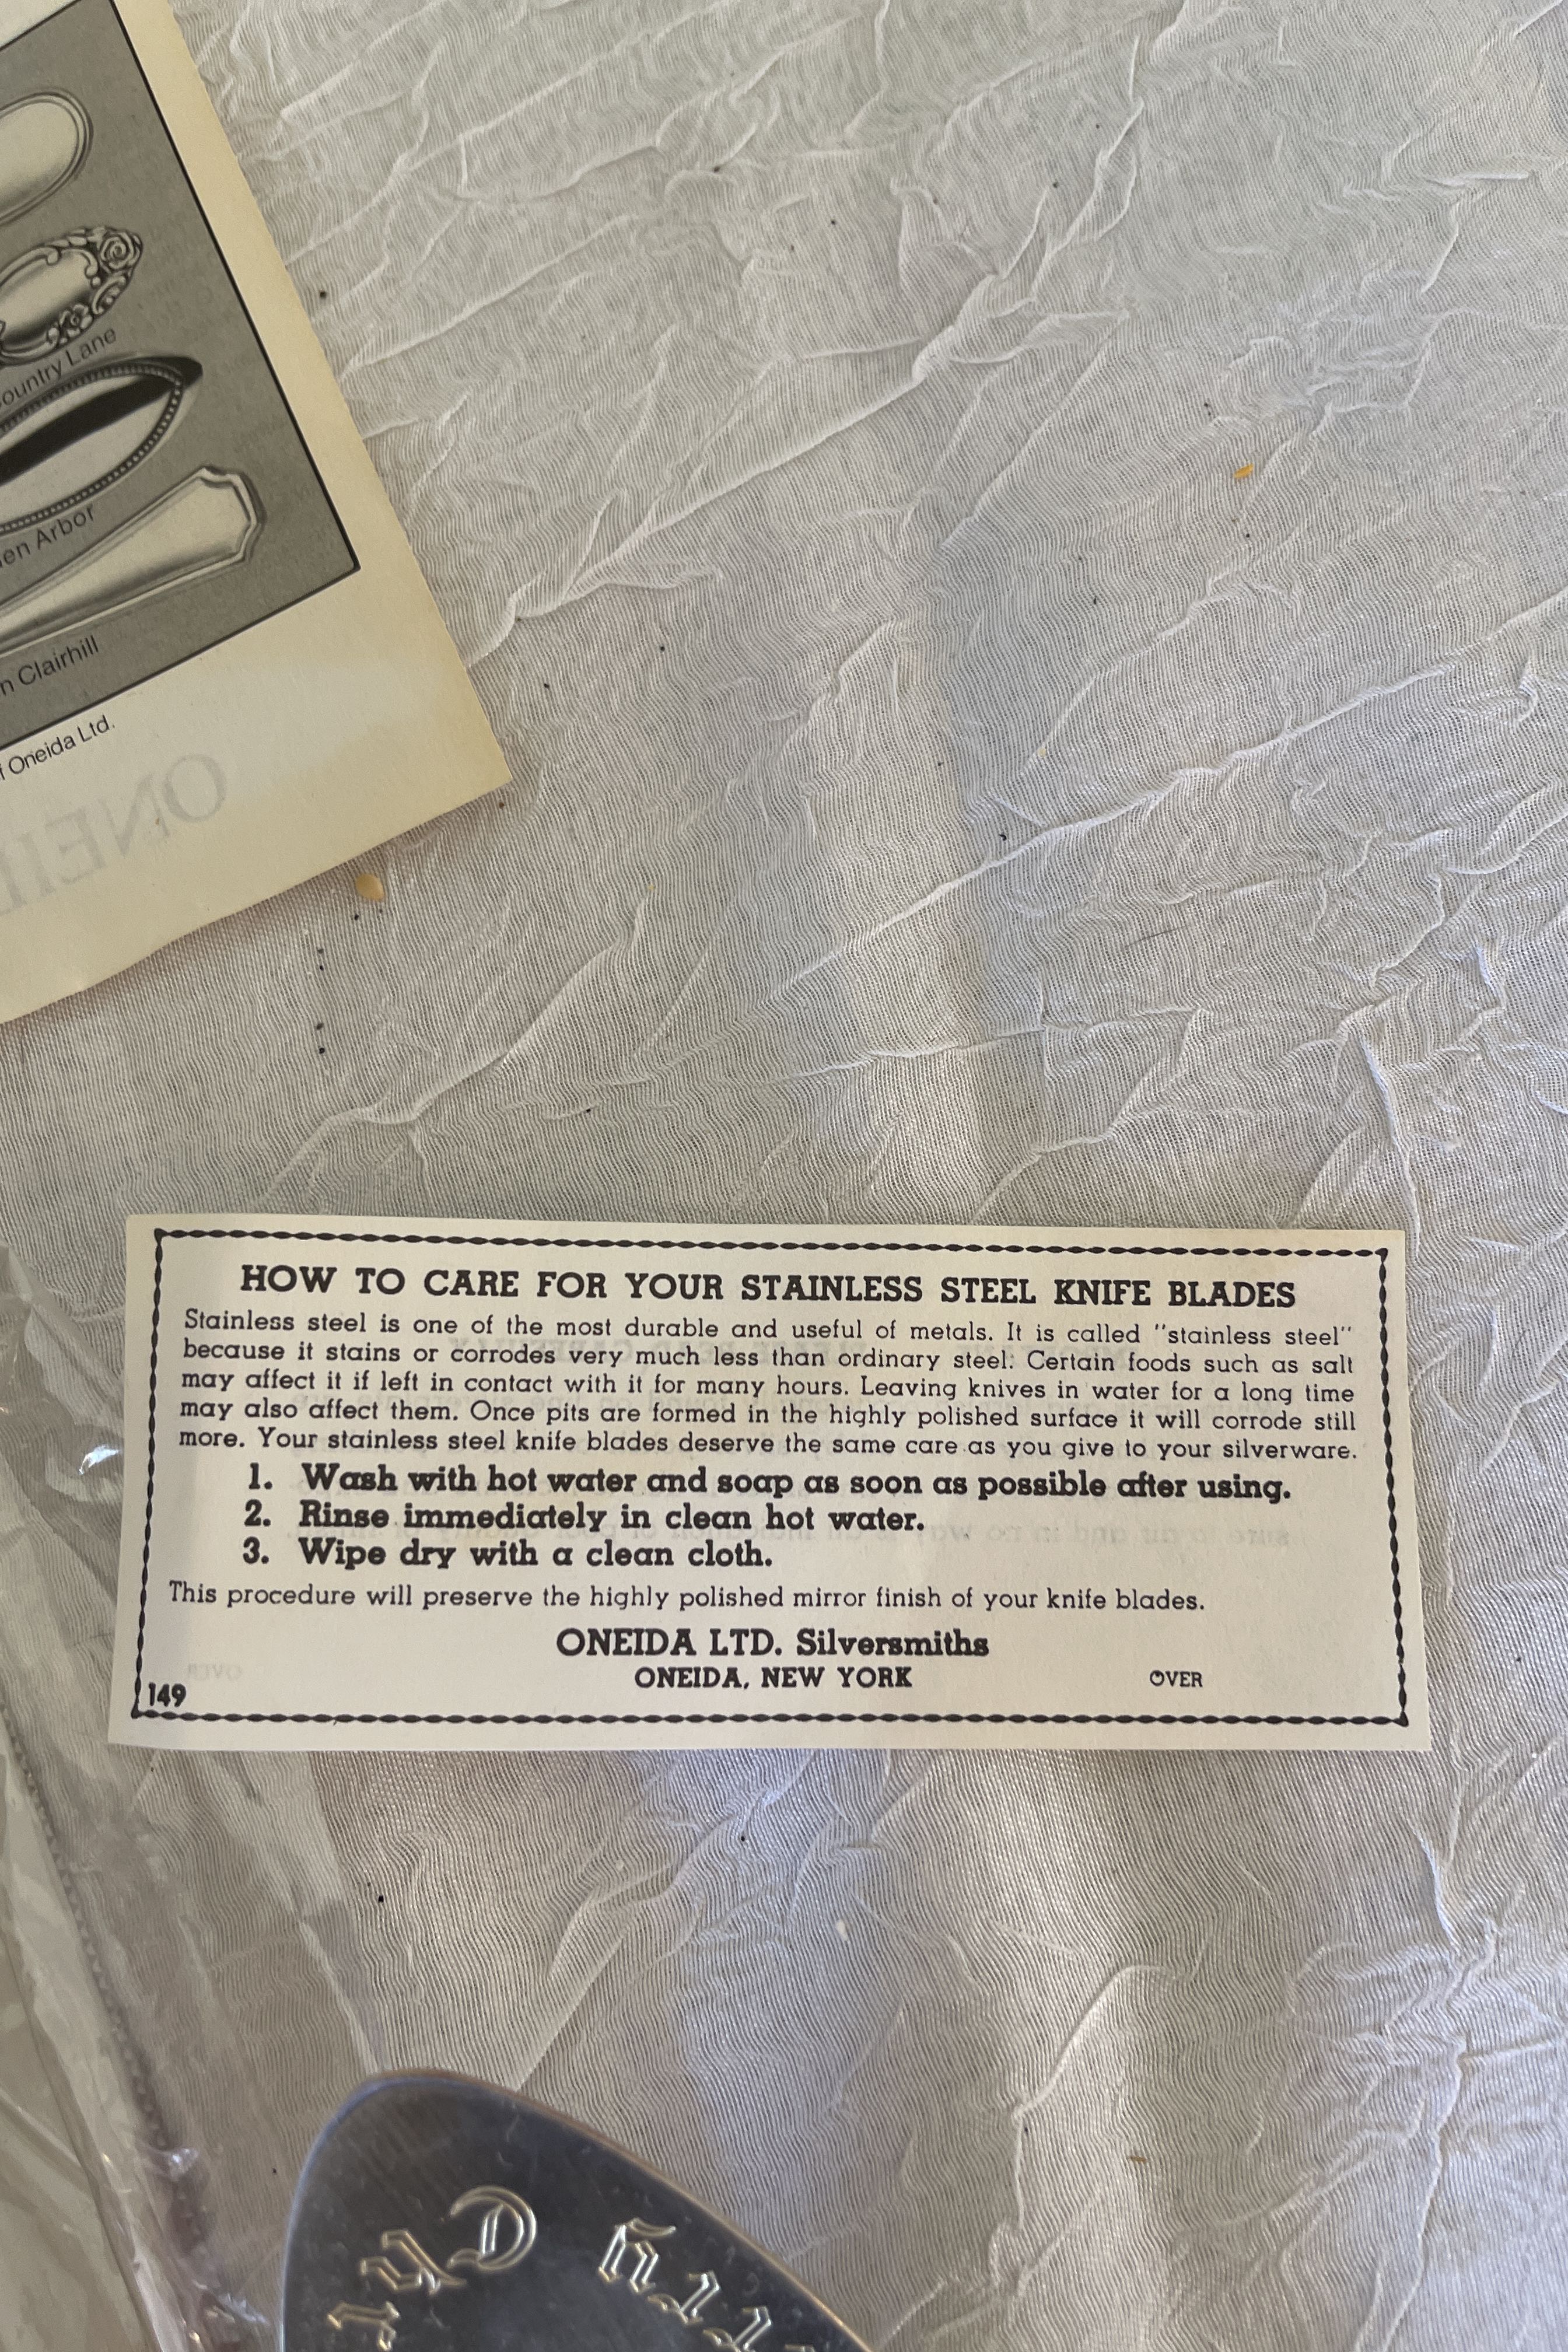 Country Lane
Arbor
Clairhill
Oneida Ltd.
HOW TO CARE FOR YOUR STAINLESS STEEL KNIFE BLADES
Stainless steel is one of the most durable and useful of metals. It is called "stainless steel"
because it stains or corrodes very much less than ordinary steel. Certain foods such as salt
may affect it if left in contact with it for many hours. Leaving knives in water for a long time
may also affect them. Once pits are formed in the highly polished surface it will corrode still
more. Your stainless steel knife blades deserve the same care as you give to your silverware.
1. Wash with hot water and soap as soon as possible after using.
2. Rinse immediately in clean hot water.
3. Wipe dry with a clean cloth.
This procedure will preserve the highly polished mirror finish of your knife blades.
ONEIDA LTD. Silversmiths
ONEIDA, NEW YORK
OVER
149